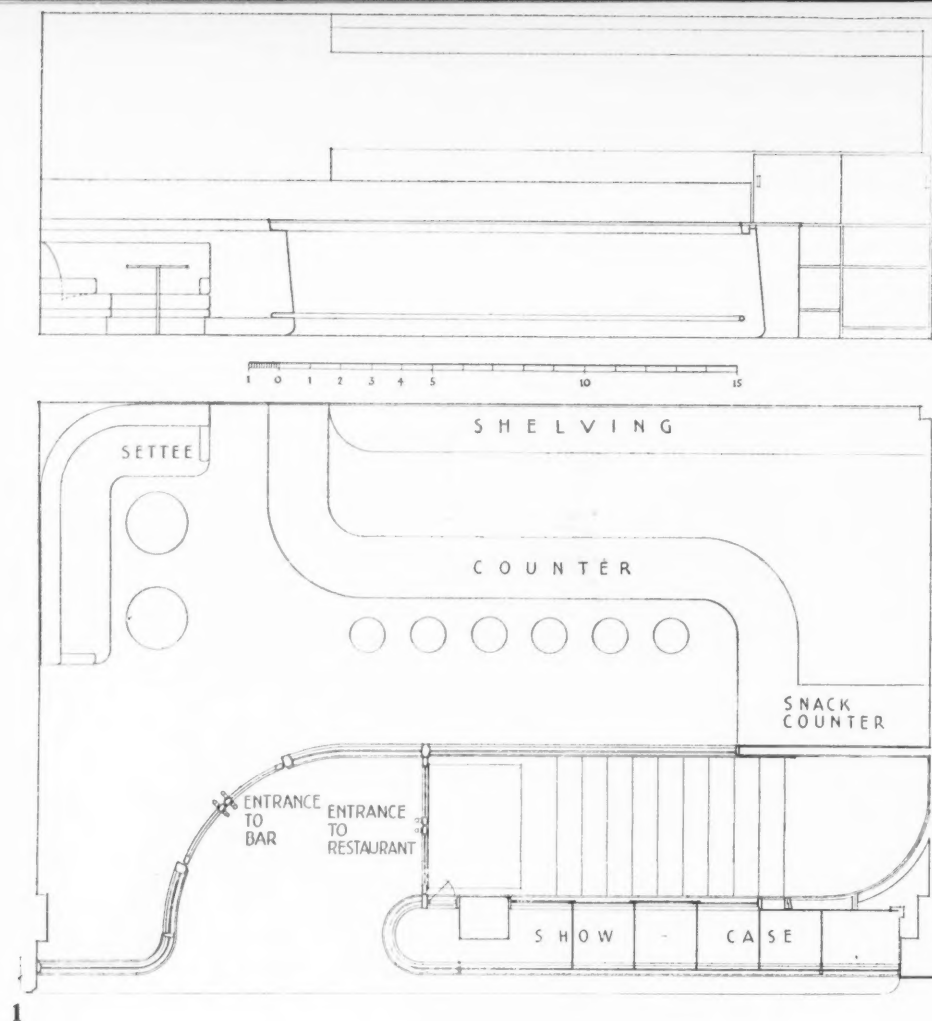 1 0 1 2 3 4 5 10 15
SHELVING
SETTEE
COUNTER
SNACK
COUNTER
ENTRANCE
TO
BAR
ENTRANCE
TO
RESTAURANT
SHOW - CASE
1